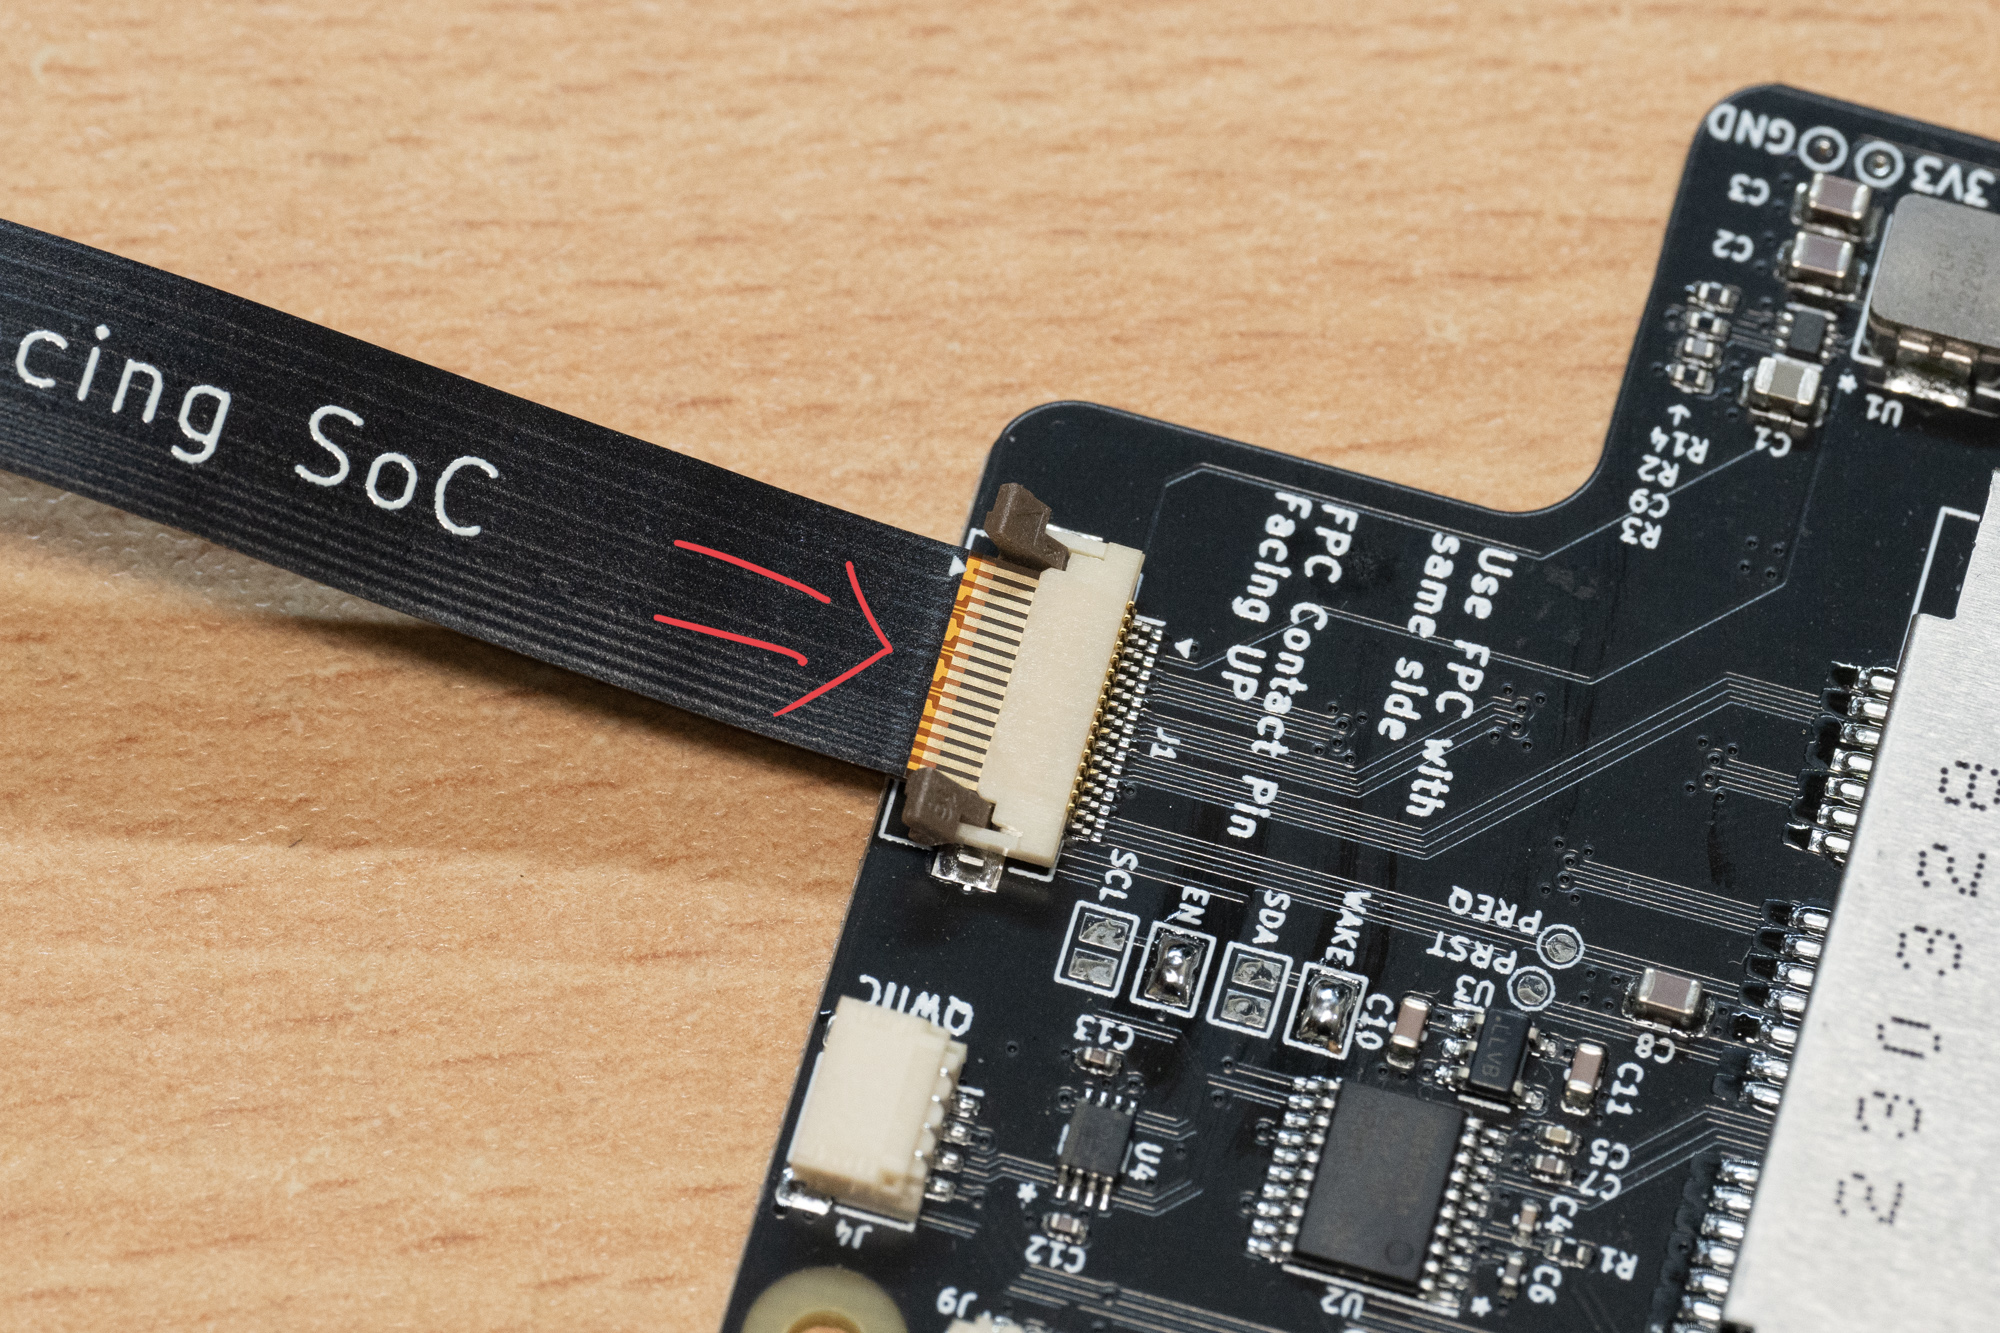 cing SoC
GND
3V3
C3
C2
C1
U1
R14
R2
C9
R3
FPC Contact Pin
Facing UP
Use FPC with
same side
J1
SCL
EN
SDA
WAKE
PREQ
PRST
QWIIC
C13
C10
C8
C11
U4
C5
C7
C4
R1
C6
J4
C12
U2
J9
230328